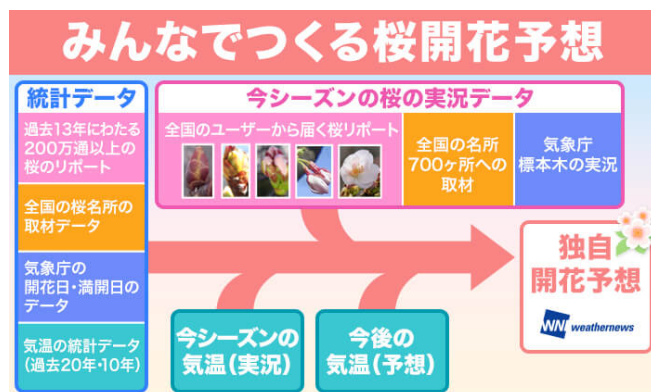 みんなでつくる桜開花予想
統計データ
過去13年にわたる
200万通以上の
桜のリポート
全国の桜名所の
取材データ
気象庁の
開花日・満開日の
データ
気温の統計データ
(過去20年・10年)
今シーズンの桜の実況データ
全国のユーザーから届く桜リポート
全国の名所
700ヶ所への
取材
気象庁
標本木の実況
今シーズンの
気温(実況)
今後の
気温(予想)
独自
開花予想
WN weathernews